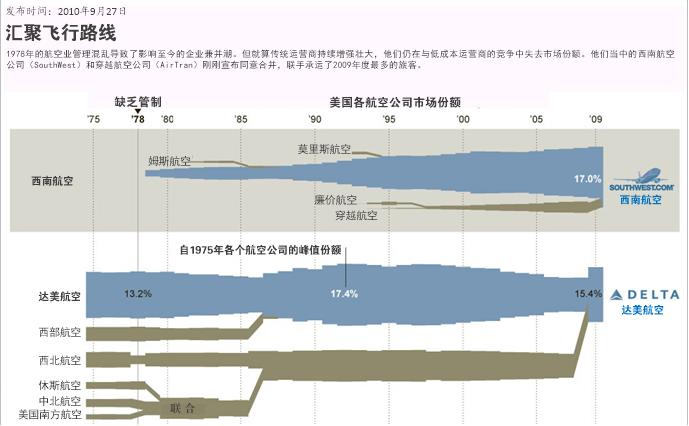 发布时间：2010年9月27日
汇聚飞行路线
1978年的航空业管理混乱导致了影响至今的企业兼并潮。但就算传统运营商持续增强壮大，他们仍在与低成本运营商的竞争中失去市场份额。他们当中的西南航空
公司（SouthWest）和穿越航空公司（AirTran）刚刚宣布同意合并，联手承运了2009年度最多的旅客。
缺乏管制 美国各航空公司市场份额
'75 '78 '80 '85 '90 '95 '00 '05 '09
莫里斯航空
姆斯航空
西南航空 17.0%
SOUTHWEST.COM
西南航空
廉价航空
穿越航空
自1975年各个航空公司的峰值份额
达美航空 13.2% 17.4% 15.4% DELTA
达美航空
西部航空
西北航空
休斯航空
中北航空 联合
美国南方航空